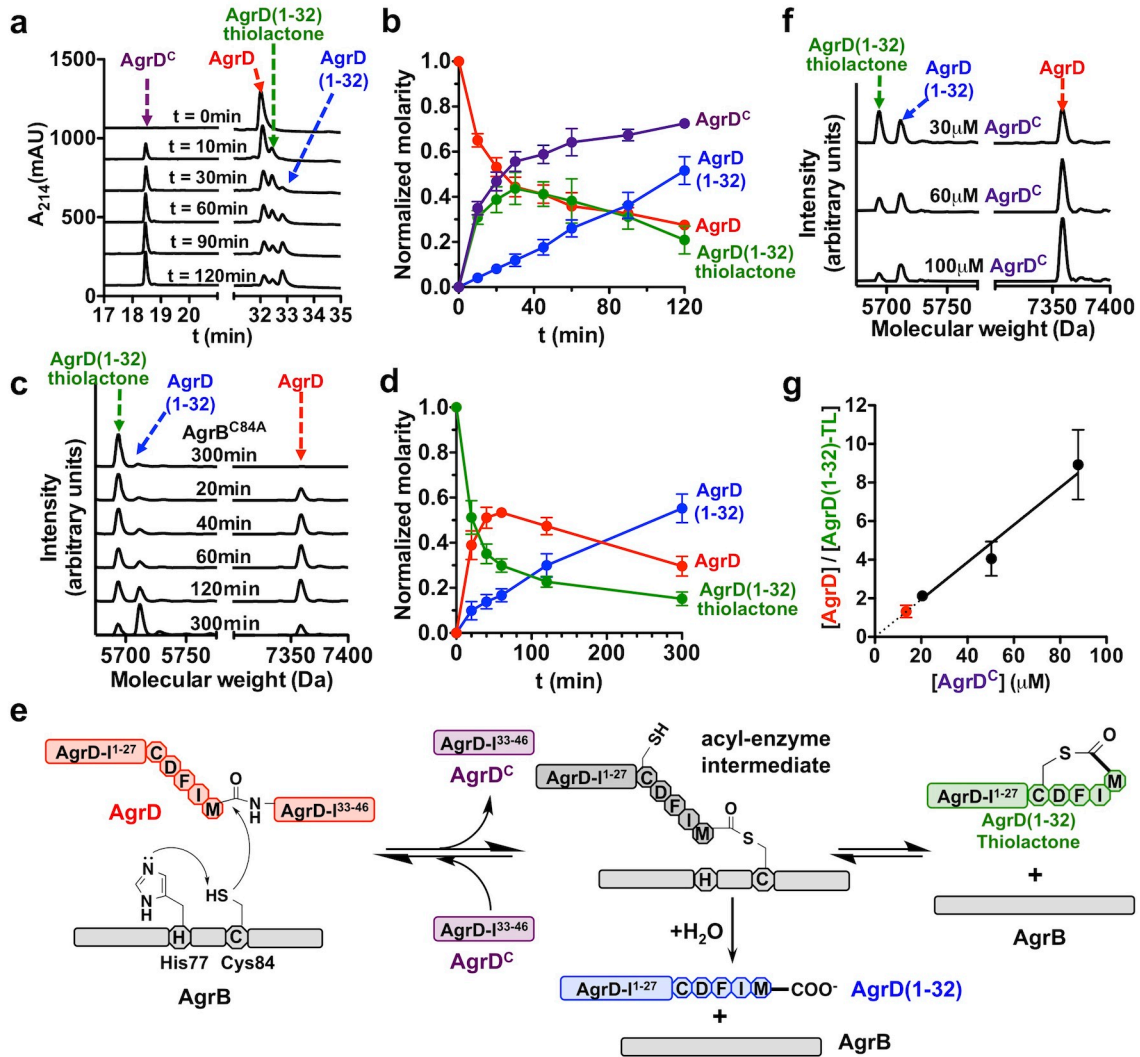 a
AgrD(1-32)
thiolactone
AgrD^C
AgrD
AgrD
(1-32)
1500
1000
500
0
A214(mAU)
t = 0min
t = 10min
t = 30min
t = 60min
t = 90min
t = 120min
17 18 19 20 32 33 34 35
t (min)
b
Normalized molarity
1.0
0.8
0.6
0.4
0.2
0.0
0 40 80 120
t (min)
AgrD^C
AgrD
(1-32)
AgrD
AgrD(1-32)
thiolactone
f
AgrD(1-32)
thiolactone
AgrD
(1-32)
AgrD
30μM AgrD^C
60μM AgrD^C
100μM AgrD^C
Intensity
(arbitrary units)
5700 5750 7350 7400
Molecular weight (Da)
c
AgrD(1-32)
thiolactone
AgrD
(1-32)
AgrD
AgrB^C84A
300min
20min
40min
60min
120min
300min
Intensity
(arbitrary units)
5700 5750 7350 7400
Molecular weight (Da)
d
Normalized molarity
1.0
0.8
0.6
0.4
0.2
0.0
0 100 200 300
t (min)
AgrD
(1-32)
AgrD
AgrD(1-32)
thiolactone
g
[AgrD] / [AgrD(1-32)-TL]
12
10
8
6
4
2
0
0 20 40 60 80 100
[AgrD^C] (μM)
e
AgrD-I^1-27
C D F I M
O
N
H
AgrD-I^33-46
AgrD
N
NH
HS
H C
His77 Cys84
AgrB
AgrD-I^33-46
AgrD^C
AgrD-I^33-46
AgrD^C
SH
acyl-enzyme
intermediate
AgrD-I^1-27
C D F I M
O
S
H C
+H2O
AgrD-I^1-27 C D F I M COO-
AgrD(1-32)
+
AgrB
S O
AgrD-I^1-27 C D F I M
AgrD(1-32)
Thiolactone
+
AgrB